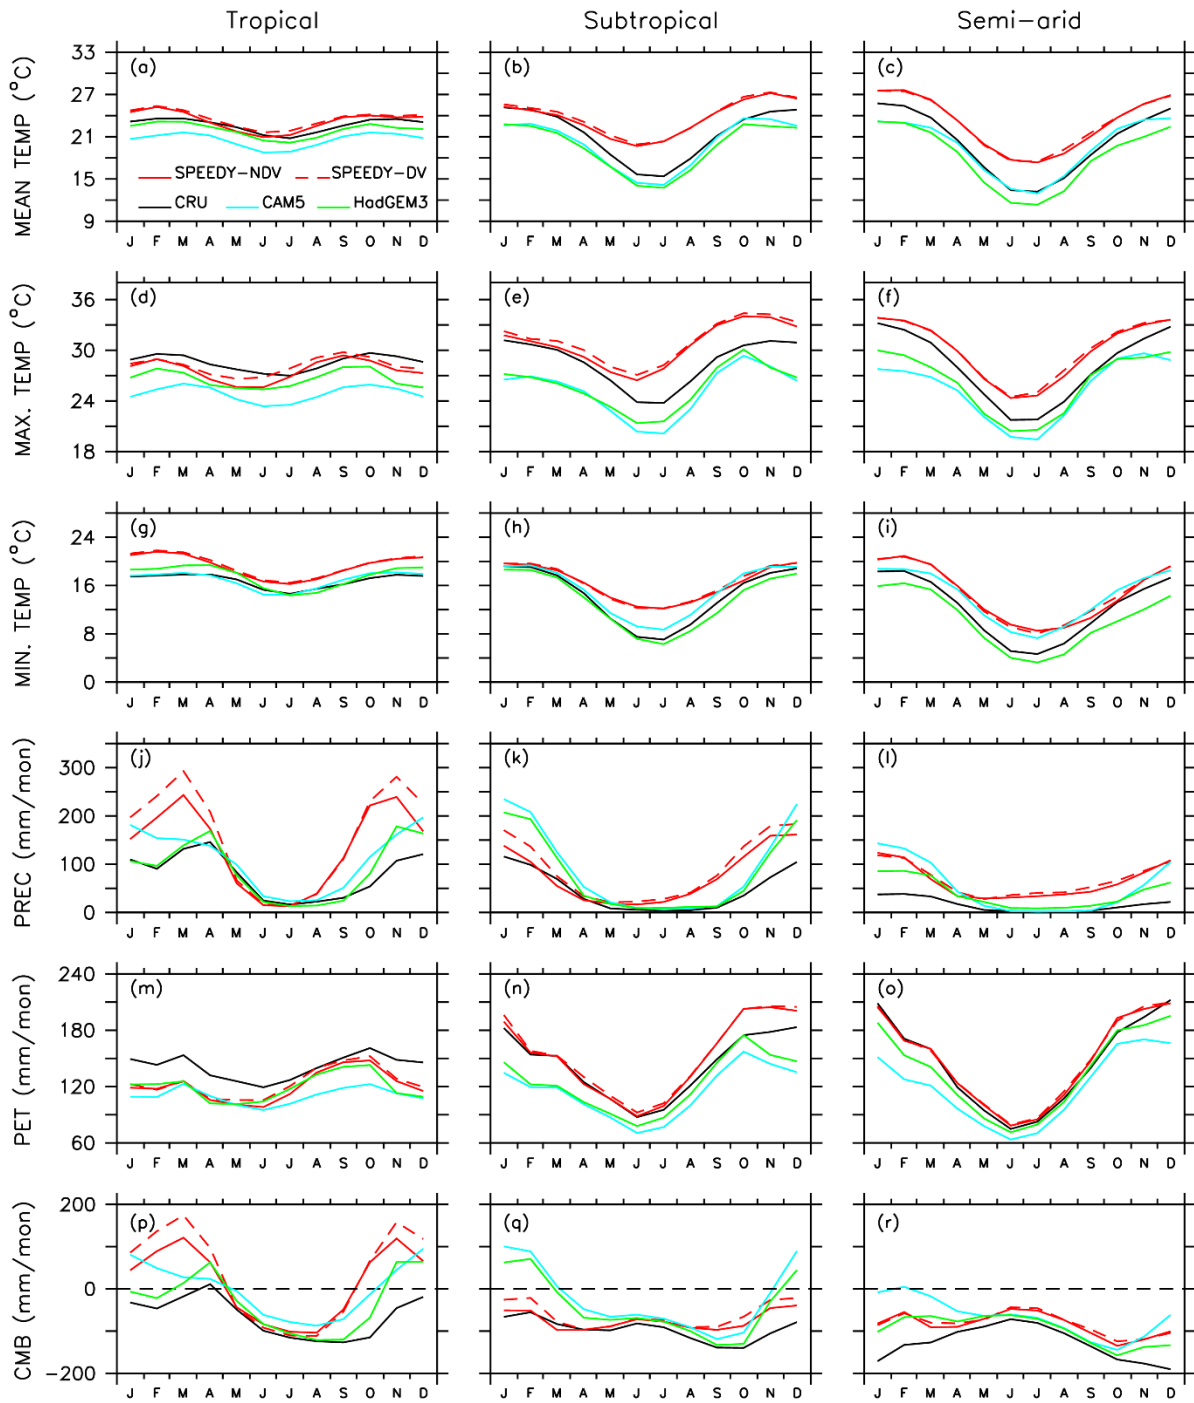 Tropical Subtropical Semi-arid
MEAN TEMP (°C)
33
27
21
15
9
(a) (b) (c)
SPEEDY-NDV SPEEDY-DV
CRU CAM5 HadGEM3
J F M A M J J A S O N D J F M A M J J A S O N D J F M A M J J A S O N D
MAX. TEMP (°C)
36
30
24
18
(d) (e) (f)
J F M A M J J A S O N D J F M A M J J A S O N D J F M A M J J A S O N D
MIN. TEMP (°C)
24
16
8
0
(g) (h) (i)
J F M A M J J A S O N D J F M A M J J A S O N D J F M A M J J A S O N D
PREC (mm/mon)
300
200
100
0
(j) (k) (l)
J F M A M J J A S O N D J F M A M J J A S O N D J F M A M J J A S O N D
PET (mm/mon)
240
180
120
60
(m) (n) (o)
J F M A M J J A S O N D J F M A M J J A S O N D J F M A M J J A S O N D
CMB (mm/mon)
200
0
-200
(p) (q) (r)
J F M A M J J A S O N D J F M A M J J A S O N D J F M A M J J A S O N D